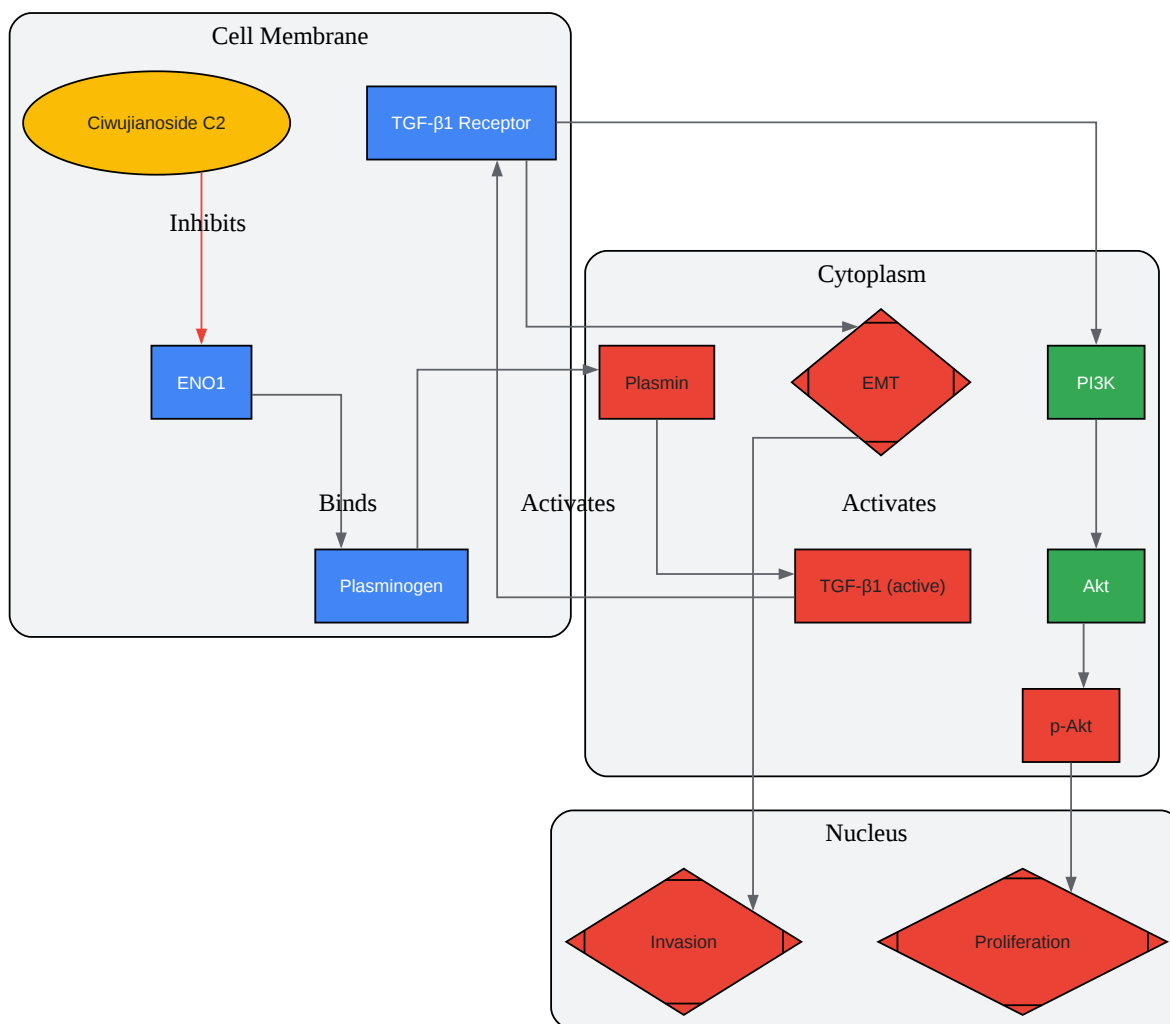 Cell Membrane
Ciwujianoside C2
TGF-β1 Receptor
Inhibits
Cytoplasm
ENO1
Plasmin
EMT
PI3K
Binds
Activates
Activates
Plasminogen
TGF-β1 (active)
Akt
p-Akt
Nucleus
Invasion
Proliferation